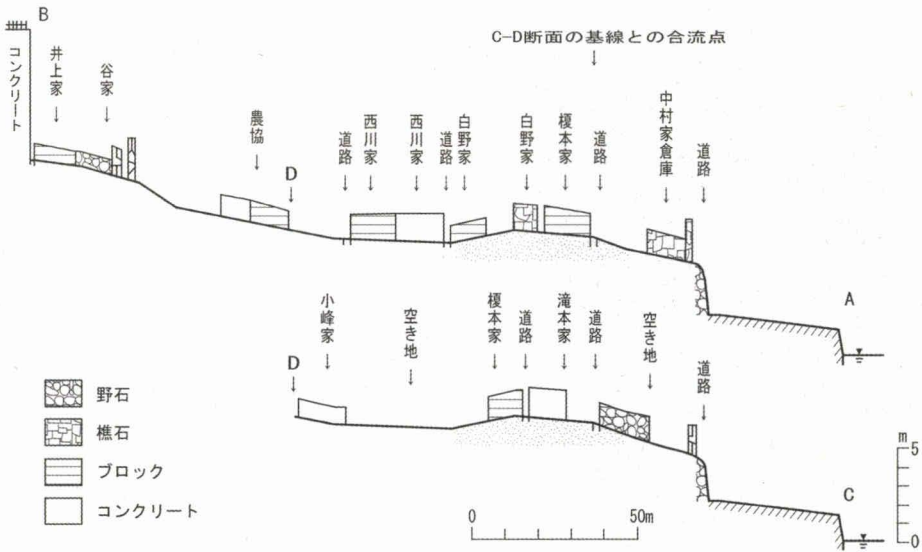 B
コンクリート
井上家
谷家
農協
D
道路
西川家
西川家
道路
白野家
C-D断面の基線との合流点
白野家
榎本家
道路
中村家倉庫
道路
A
D
小峰家
空き地
榎本家
道路
滝本家
道路
空き地
道路
C
野石
樵石
ブロック
コンクリート
0
50m
5
m
0